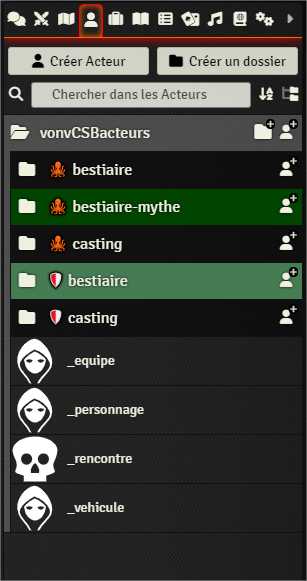 Créer Acteur
Créer un dossier
Chercher dans les Acteurs
vonvCSBacteurs
bestiaire
bestiaire-mythe
casting
bestiaire
casting
_equipe
_personnage
_rencontre
_vehicule